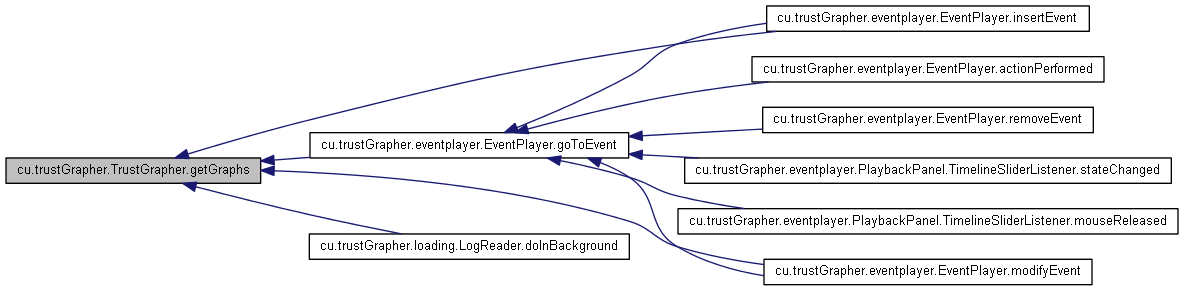 cu.trustGrapher.eventplayer.EventPlayer.insertEvent
cu.trustGrapher.eventplayer.EventPlayer.actionPerformed
cu.trustGrapher.eventplayer.EventPlayer.removeEvent
cu.trustGrapher.eventplayer.EventPlayer.goToEvent
cu.trustGrapher.TrustGrapher.getGraphs
cu.trustGrapher.eventplayer.PlaybackPanel.TimelineSliderListener.stateChanged
cu.trustGrapher.eventplayer.PlaybackPanel.TimelineSliderListener.mouseReleased
cu.trustGrapher.loading.LogReader.doInBackground
cu.trustGrapher.eventplayer.EventPlayer.modifyEvent